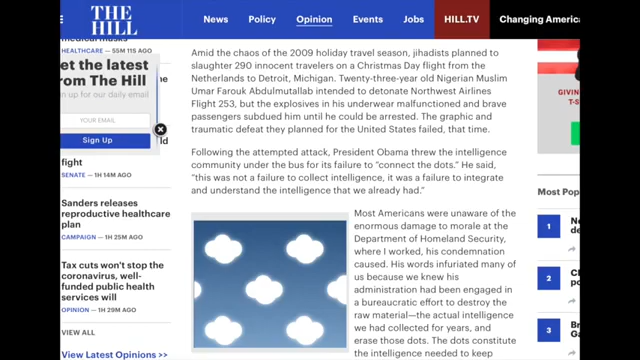 THE HILL
News Policy Opinion Events Jobs HILL.TV Changing America
HEALTHCARE — 55M 11S AGO
et the latest
rom The Hill
n up for our daily email
YOUR EMAIL
Sign Up
ne
ld
fight
SENATE — 1H 14M AGO
Sanders releases
reproductive healthcare
plan
CAMPAIGN — 1H 25M AGO
Tax cuts won't stop the
coronavirus, well-
funded public health
services will
OPINION — 1H 29M AGO
VIEW ALL
View Latest Opinions >>
Amid the chaos of the 2009 holiday travel season, jihadists planned to
slaughter 290 innocent travelers on a Christmas Day flight from the
Netherlands to Detroit, Michigan. Twenty-three-year old Nigerian Muslim
Umar Farouk Abdulmutallab intended to detonate Northwest Airlines
Flight 253, but the explosives in his underwear malfunctioned and brave
passengers subdued him until he could be arrested. The graphic and
traumatic defeat they planned for the United States failed, that time.
Following the attempted attack, President Obama threw the intelligence
community under the bus for its failure to “connect the dots.” He said,
“this was not a failure to collect intelligence, it was a failure to integrate
and understand the intelligence that we already had.”
Most Americans were unaware of the
enormous damage to morale at the
Department of Homeland Security,
where I worked, his condemnation
caused. His words infuriated many of
us because we knew his
administration had been engaged in
a bureaucratic effort to destroy the
raw material—the actual intelligence
we had collected for years, and
erase those dots. The dots constitute
the intelligence needed to keep
GIVIN
T-S
Most Pop
1
Ne
de
2
C
po
3
Br
Ga